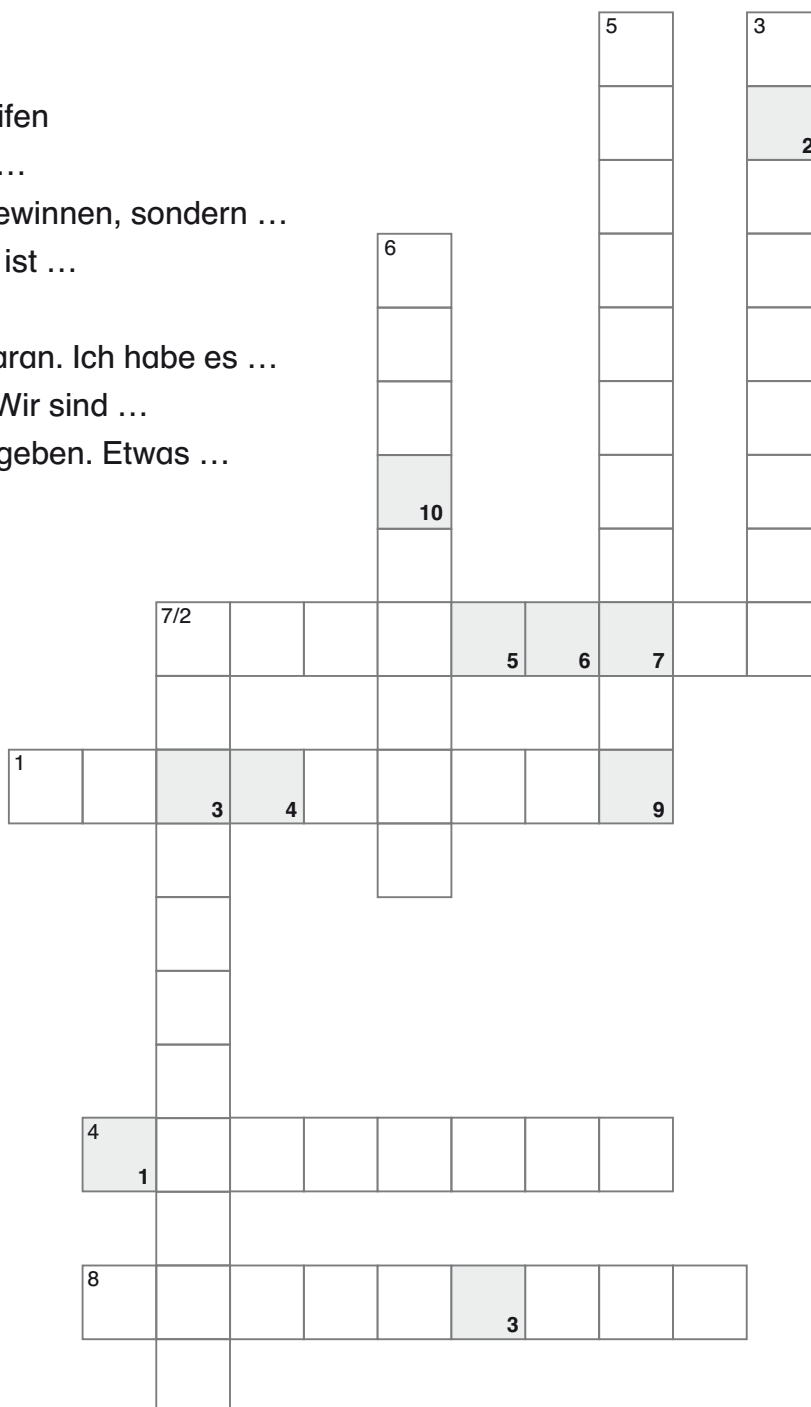 5 3
ifen
2
…
ewinnen, sondern …
6
ist …
aran. Ich habe es …
Wir sind …
geben. Etwas …
10
7/2
5 6 7
1
3 4 9
4
1
8
3